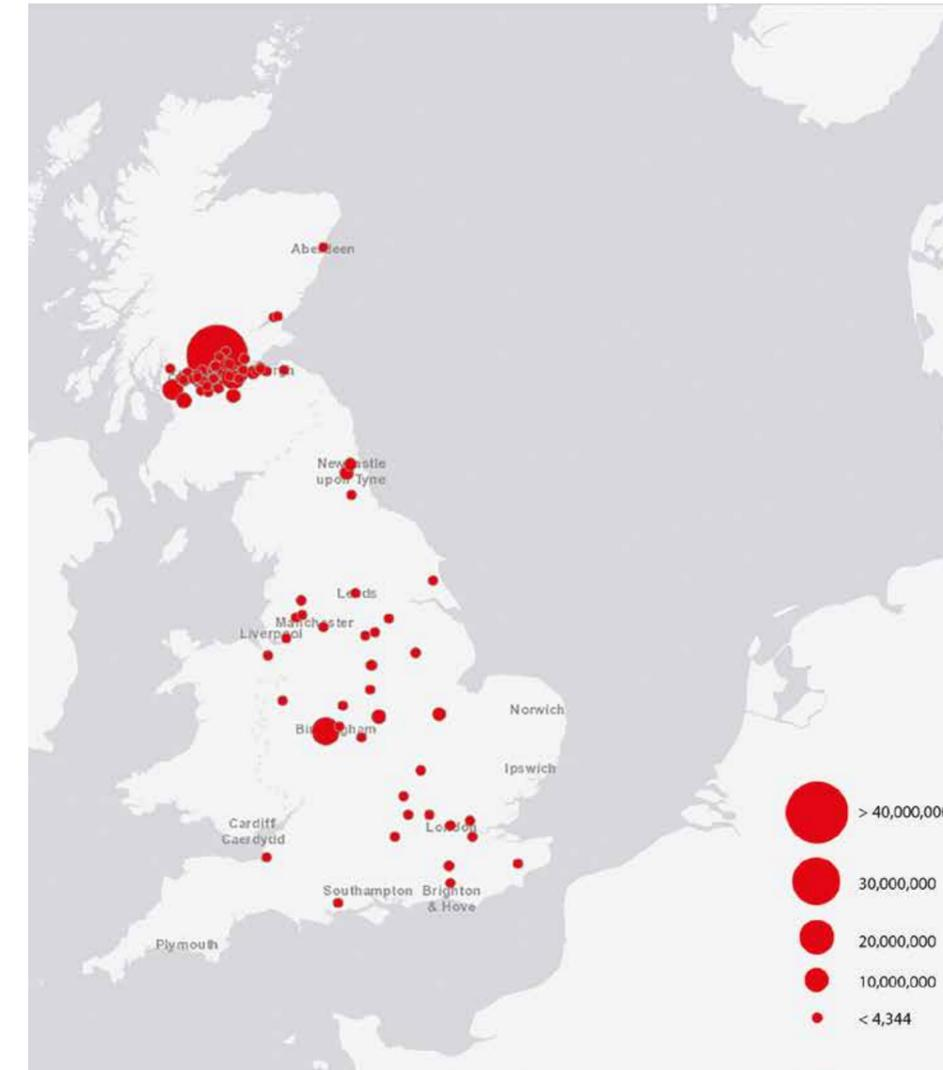 Aberdeen
Newcastle
upon Tyne
Leeds
Manchester
Liverpool
Norwich
Birmingham
Ipswich
Cardiff
Caerdydd
London
Southampton
Brighton
& Hove
Plymouth
> 40,000,000
30,000,000
20,000,000
10,000,000
< 4,344